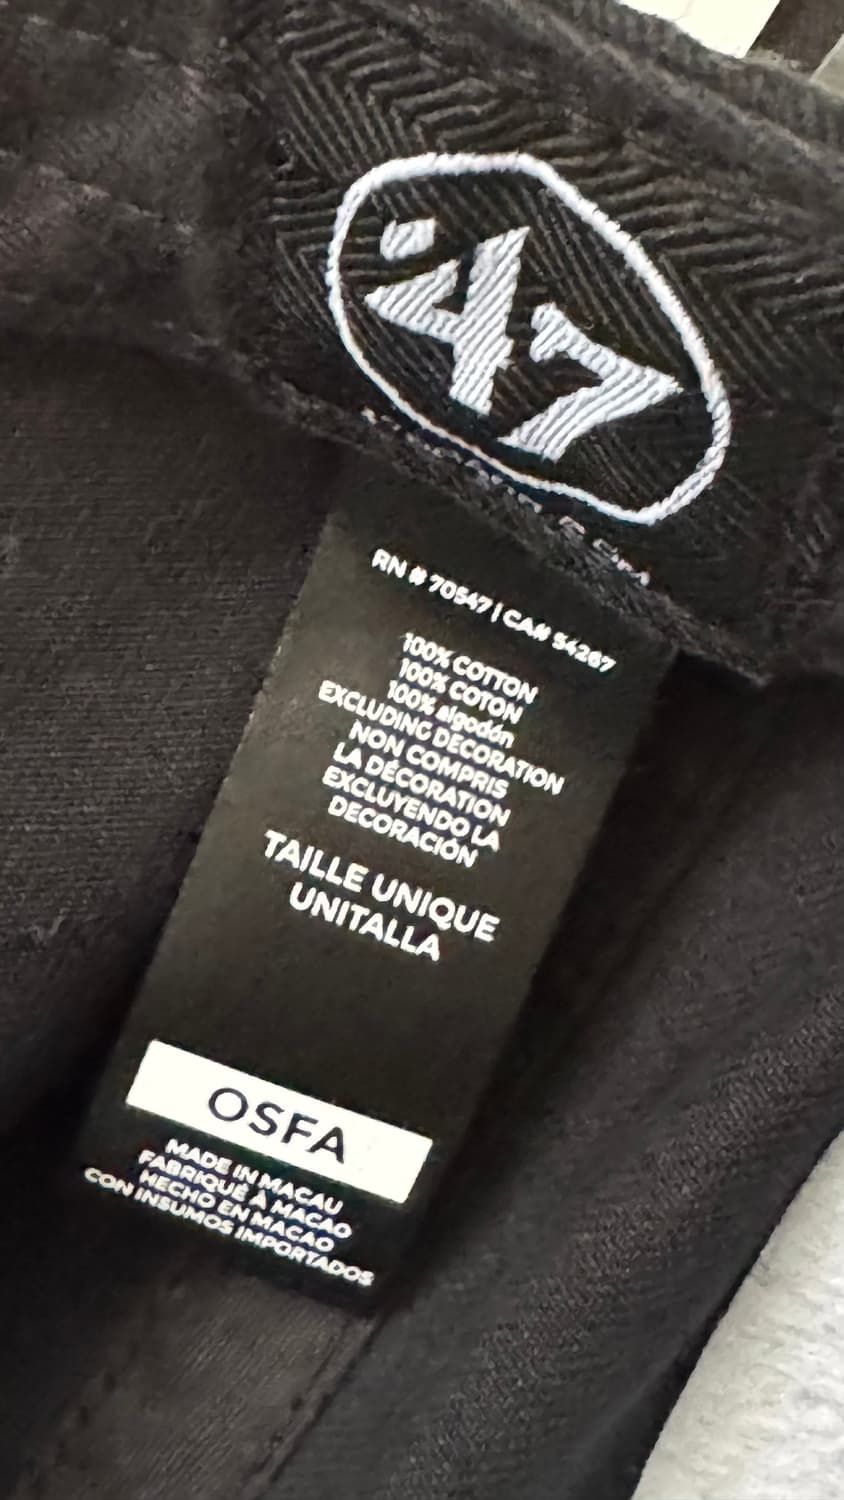 '47
RN # 70547 | CA# 54267
100% COTTON
100% COTON
100% algodón
EXCLUDING DECORATION
NON COMPRIS
LA DÉCORATION
EXCLUYENDO LA
DECORACIÓN
TAILLE UNIQUE
UNITALLA
OSFA
MADE IN MACAU
FABRIQUÉ À MACAO
HECHO EN MACAO
CON INSUMOS IMPORTADOS